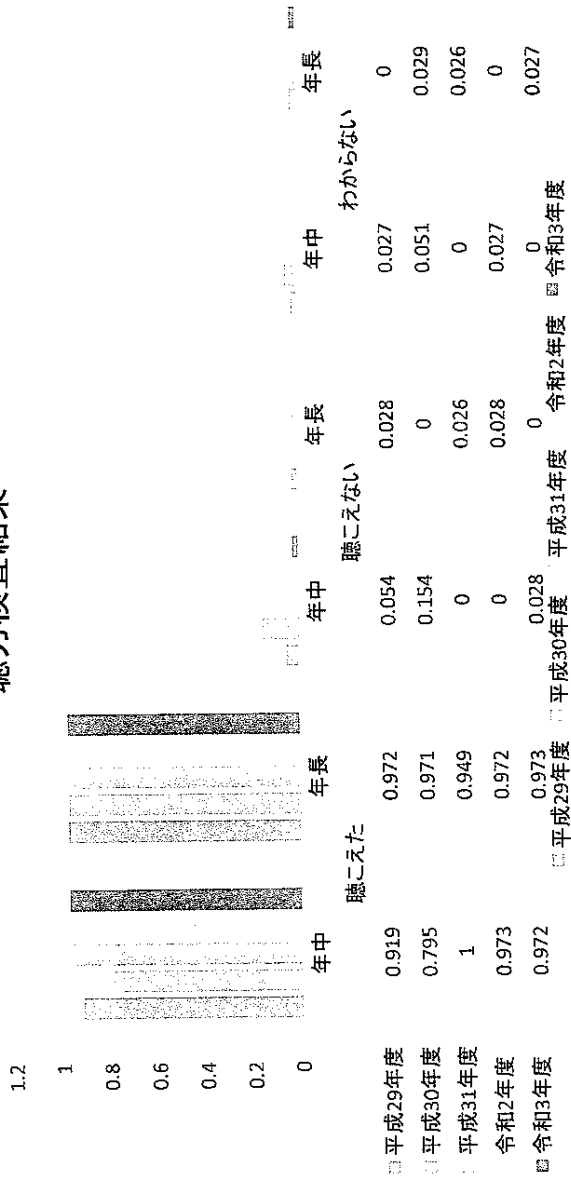 聴力検査結果
1.2
1
0.8
0.6
0.4
0.2
0
年中 年長 年中 年長 年中 年長
聴こえた 聴こえない わからない
平成29年度 0.919 0.972 0.054 0.028 0.027 0
平成30年度 0.795 0.971 0.154 0 0.051 0.029
平成31年度 1 0.949 0 0.026 0 0.026
令和2年度 0.973 0.972 0 0.028 0.027 0
令和3年度 0.972 0.973 0.028 0 0 0.027
平成29年度 平成30年度 平成31年度 令和2年度 令和3年度